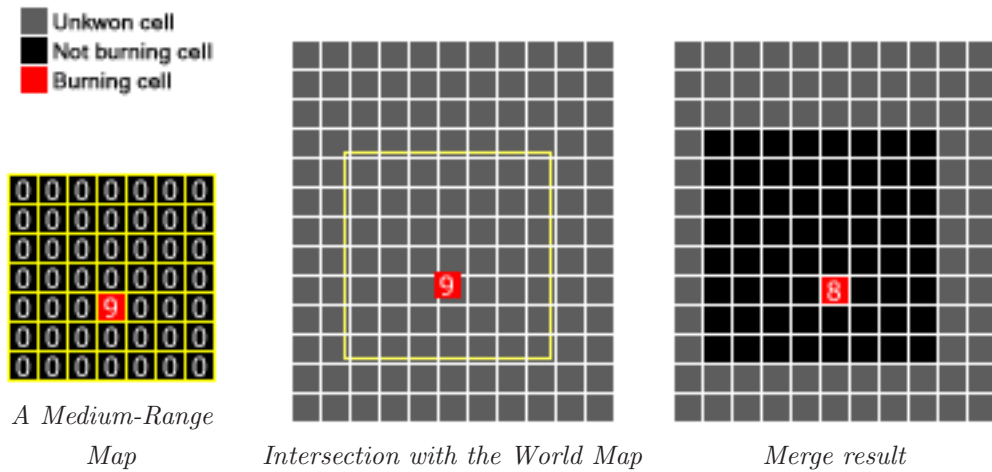 Unkwon cell
Not burning cell
Burning cell
0 0 0 0 0 0 0
0 0 0 0 0 0 0
0 0 0 0 0 0 0
0 0 0 0 0 0 0
0 0 0 9 0 0 0
0 0 0 0 0 0 0
0 0 0 0 0 0 0
A Medium-Range
Map
9
Intersection with the World Map
8
Merge result